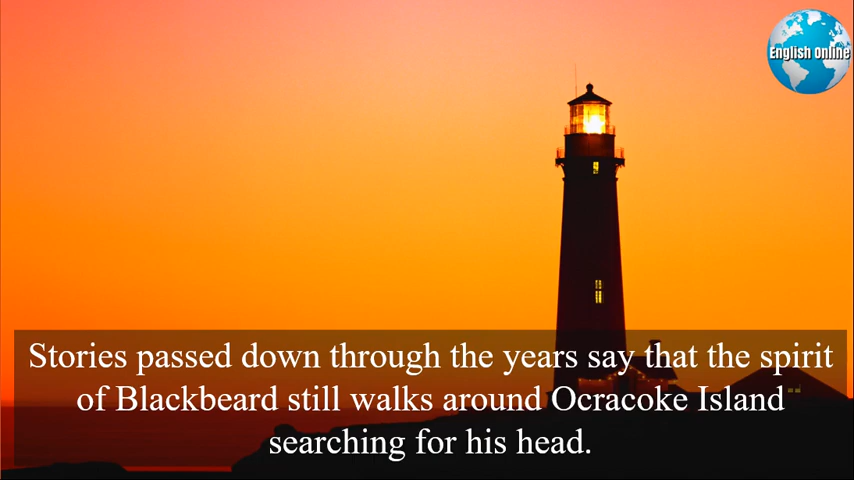 English Online
Stories passed down through the years say that the spirit
of Blackbeard still walks around Ocracoke Island
searching for his head.